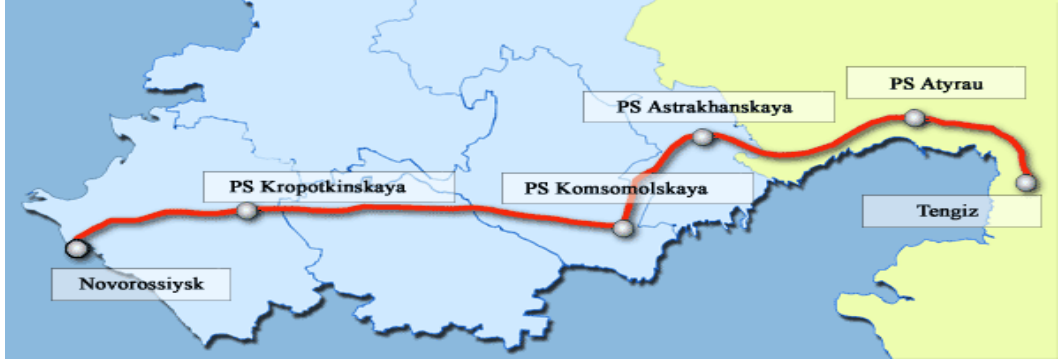 PS Atyrau
PS Astrakhanskaya
PS Kropotkinskaya
PS Komsomolskaya
Tengiz
Novorossiysk